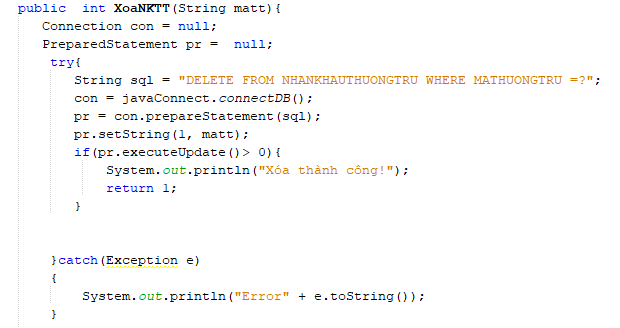 public  int XoaNKTT(String matt){
Connection con = null;
PreparedStatement pr =  null;
try{
String sql = "DELETE FROM NHANKHAUTHUONGTRU WHERE MATHUONGTRU =?";
con = javaConnect.connectDB();
pr = con.prepareStatement(sql);
pr.setString(1, matt);
if(pr.executeUpdate()> 0){
System.out.println("Xóa thành công!");
return 1;
}
}catch(Exception e)
{
System.out.println("Error" + e.toString());
}